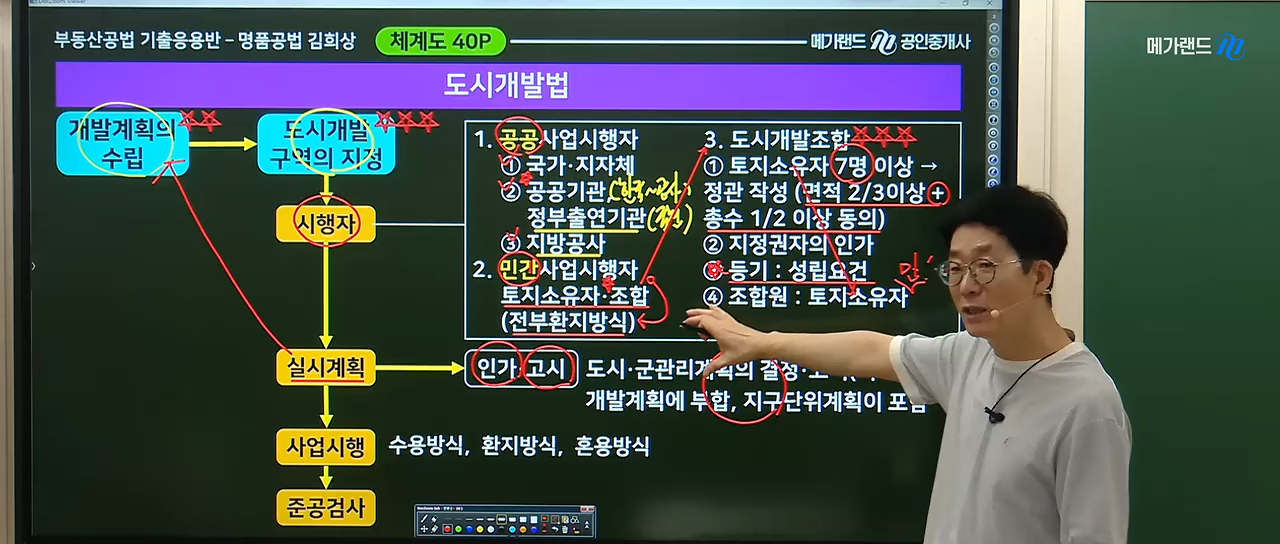 부동산공법 기출응용반 - 명품공법 김희상
체계도 40P
메가랜드 공인중개사
메가랜드
도시개발법
개발계획의
수립
도시개발
구역의 지정
시행자
실시계획
사업시행
준공검사
1. 공공사업시행자
① 국가·지자체
② 공공기관
정부출연기관
③ 지방공사
2. 민간사업시행자
토지소유자·조합
(전부환지방식)
3. 도시개발조합
① 토지소유자 7명 이상 →
정관 작성 (면적 2/3이상 +
총수 1/2 이상 동의)
② 지정권자의 인가
등기 : 성립요건
④ 조합원 : 토지소유자
인가·고시
도시·군관리계획의 결정·
개발계획에 부합, 지구단위계획이 포함
수용방식, 환지방식, 혼용방식